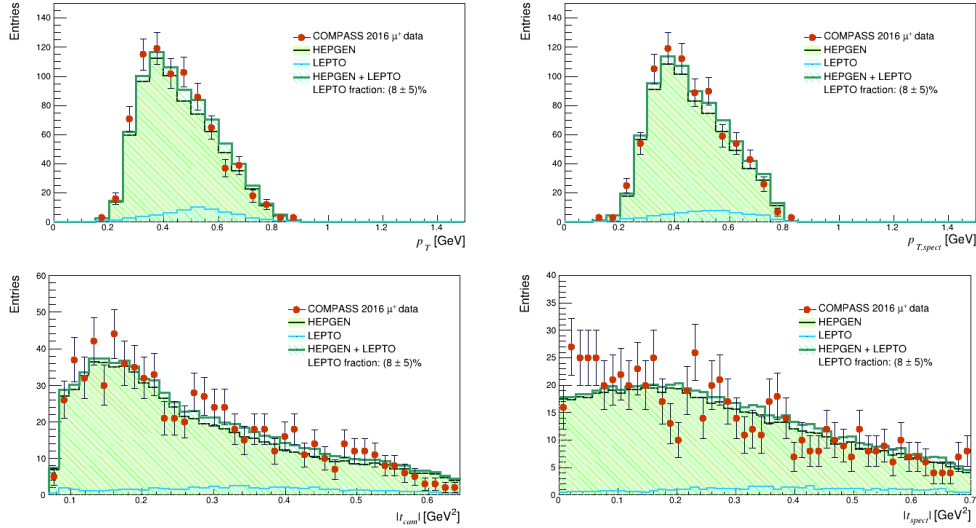 Entries
140
120
100
80
60
40
20
0
COMPASS 2016 μ⁺ data
HEPGEN
LEPTO
HEPGEN + LEPTO
LEPTO fraction: (8 ± 5)%
0 0.2 0.4 0.6 0.8 1 1.2 1.4
p_T [GeV]
Entries
140
120
100
80
60
40
20
0
COMPASS 2016 μ⁺ data
HEPGEN
LEPTO
HEPGEN + LEPTO
LEPTO fraction: (8 ± 5)%
0 0.2 0.4 0.6 0.8 1 1.2 1.4
p_T,spect [GeV]
Entries
60
50
40
30
20
10
0
COMPASS 2016 μ⁺ data
HEPGEN
LEPTO
HEPGEN + LEPTO
LEPTO fraction: (8 ± 5)%
0.1 0.2 0.2 0.4 0.5 0.6
|t_cam| [GeV²]
Entries
40
35
30
25
20
15
10
5
0
COMPASS 2016 μ⁺ data
HEPGEN
LEPTO
HEPGEN + LEPTO
LEPTO fraction: (8 ± 5)%
0 0.1 0.2 0.3 0.4 0.5 0.6 0.7
|t_spect| [GeV²]